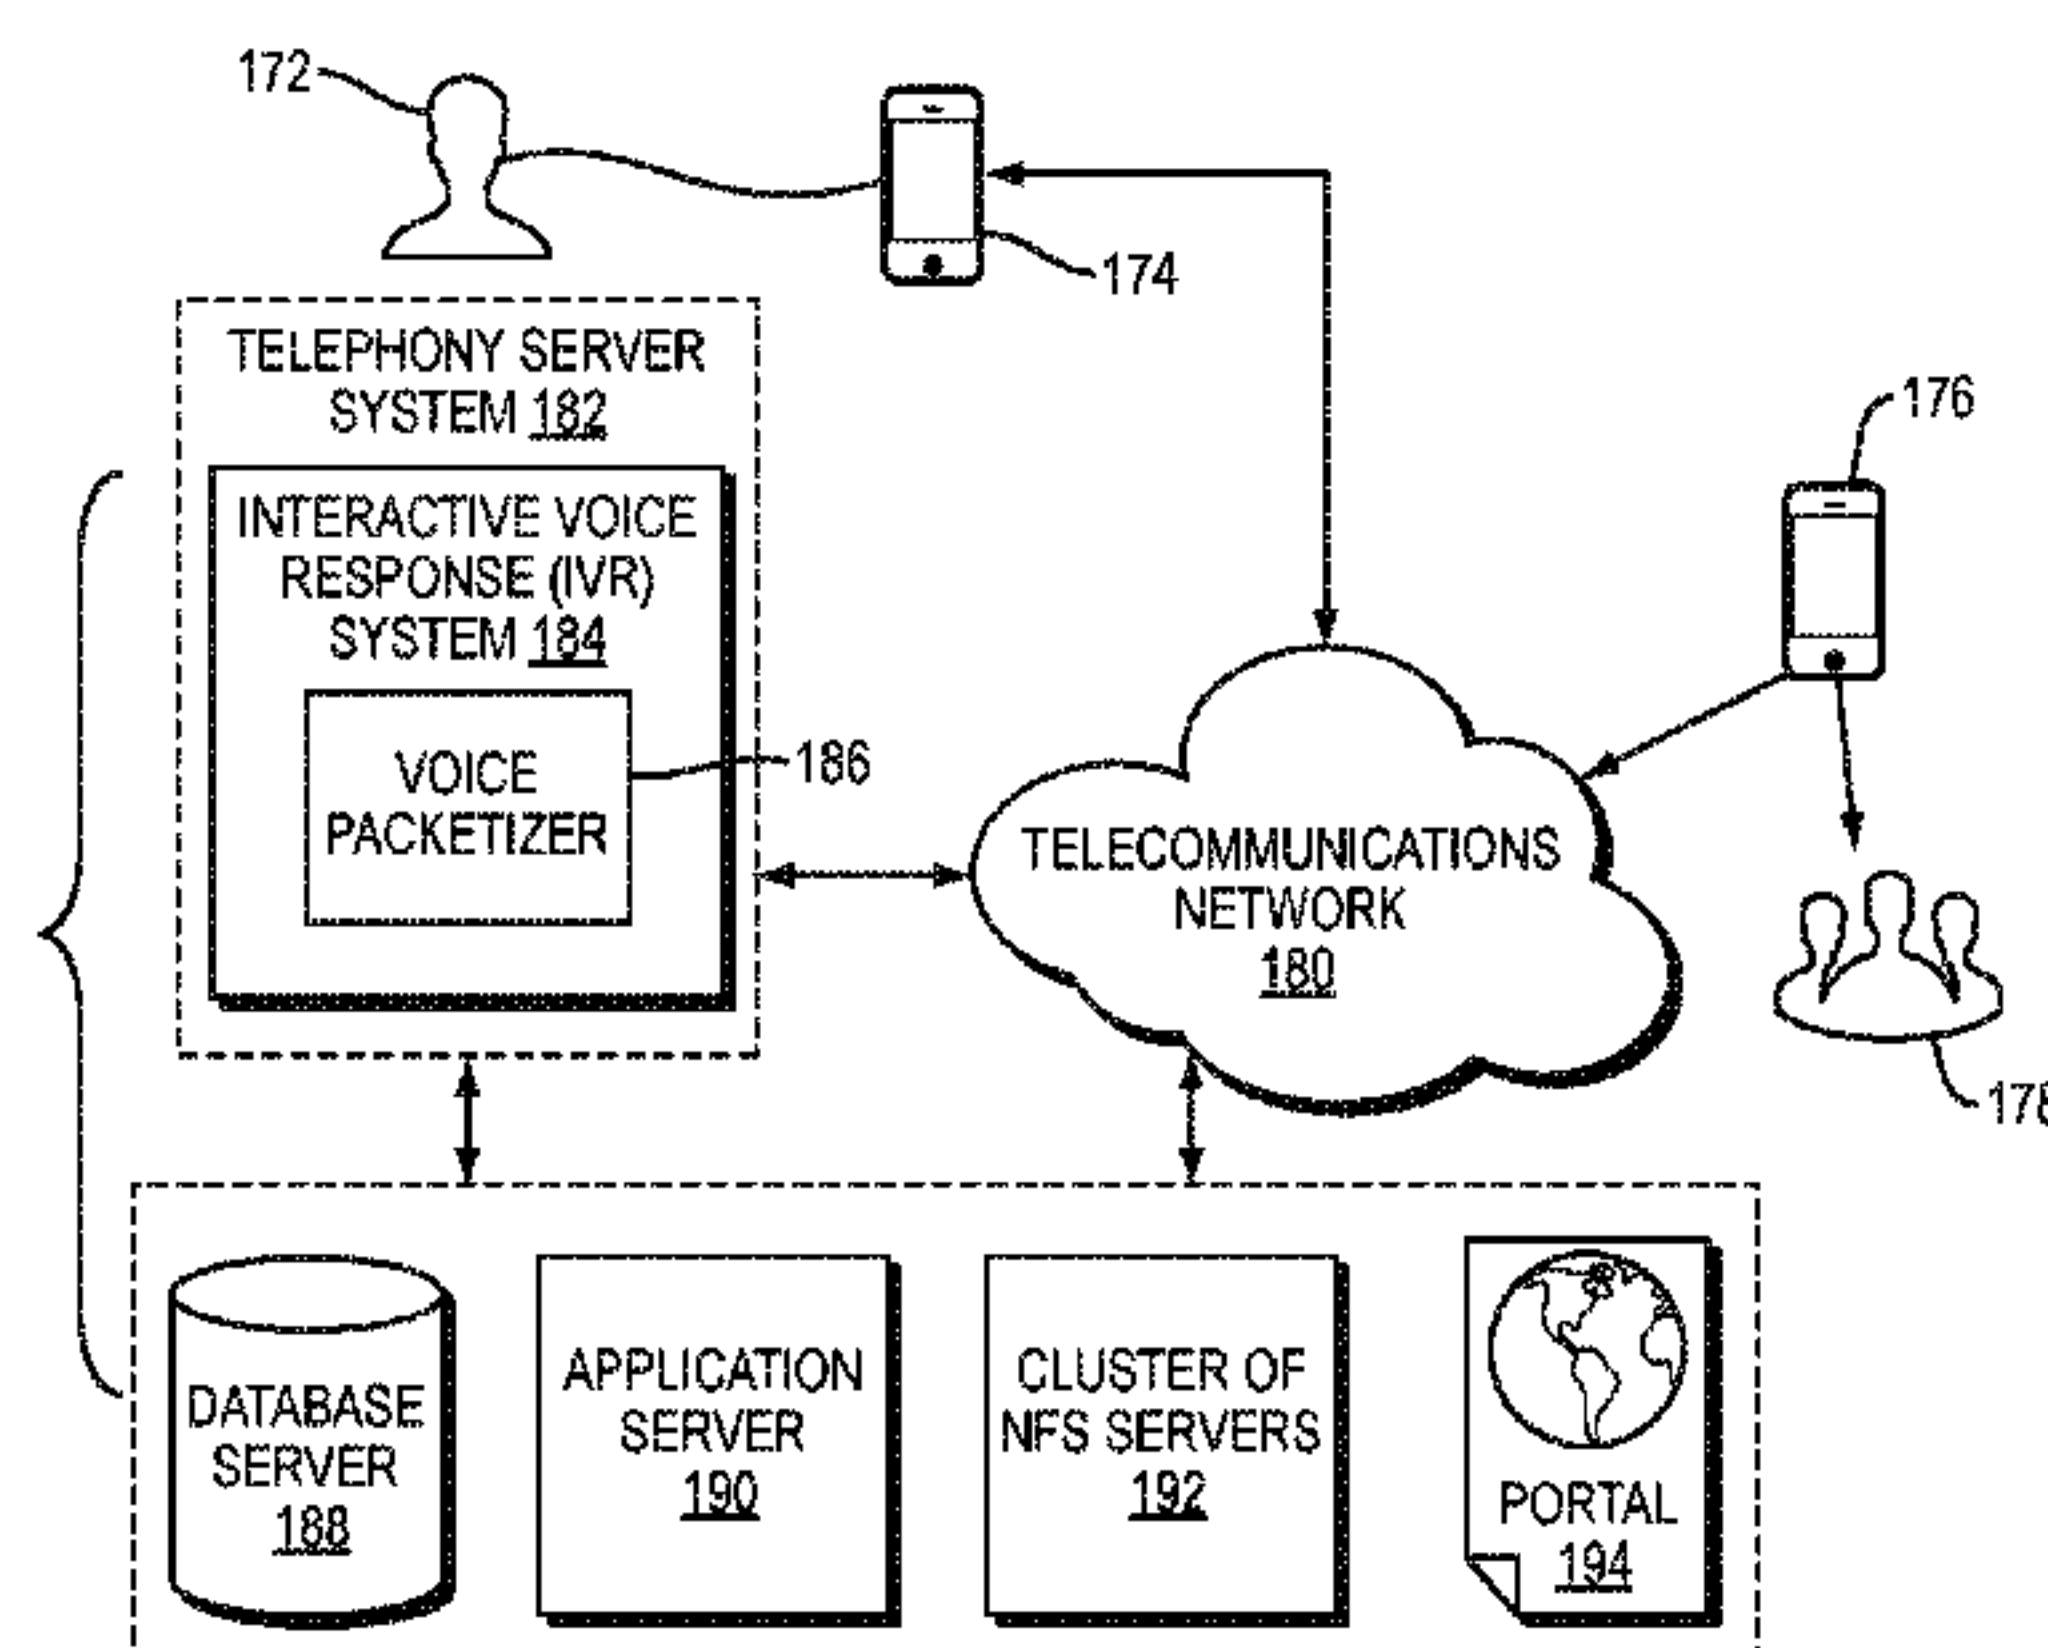 172
174
TELEPHONY SERVER
SYSTEM 182
176
INTERACTIVE VOICE
RESPONSE (IVR)
SYSTEM 184
VOICE
PACKETIZER
186
TELECOMMUNICATIONS
NETWORK
180
178
DATABASE
SERVER
188
APPLICATION
SERVER
190
CLUSTER OF
NFS SERVERS
192
PORTAL
194